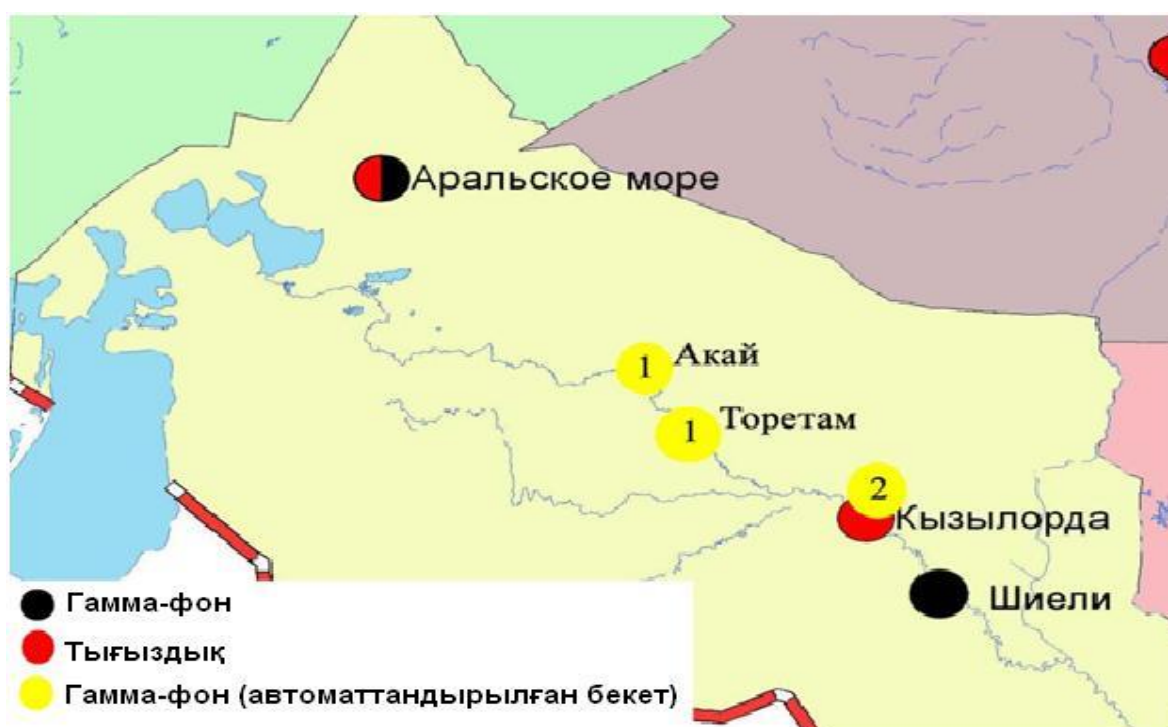 Аральское море
1 Акай
1 Торетам
2
Кызылорда
Шиели
Гамма-фон
Тығыздық
Гамма-фон (автоматтандырылған бекет)